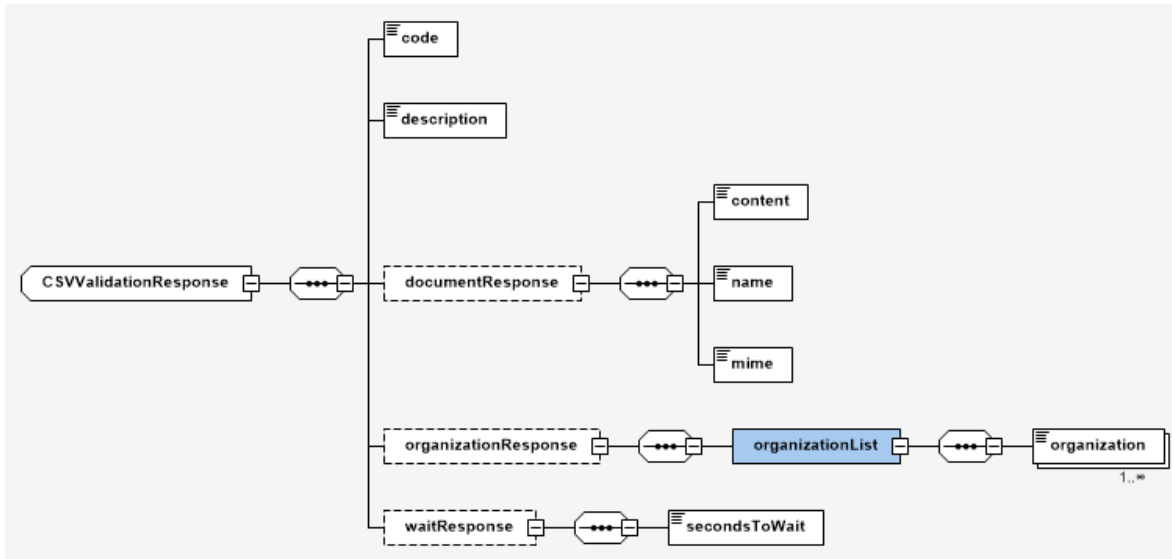 code
description
content
CSVValidationResponse
documentResponse
name
mime
organizationResponse
organizationList
organization
1..∞
waitResponse
secondsToWait